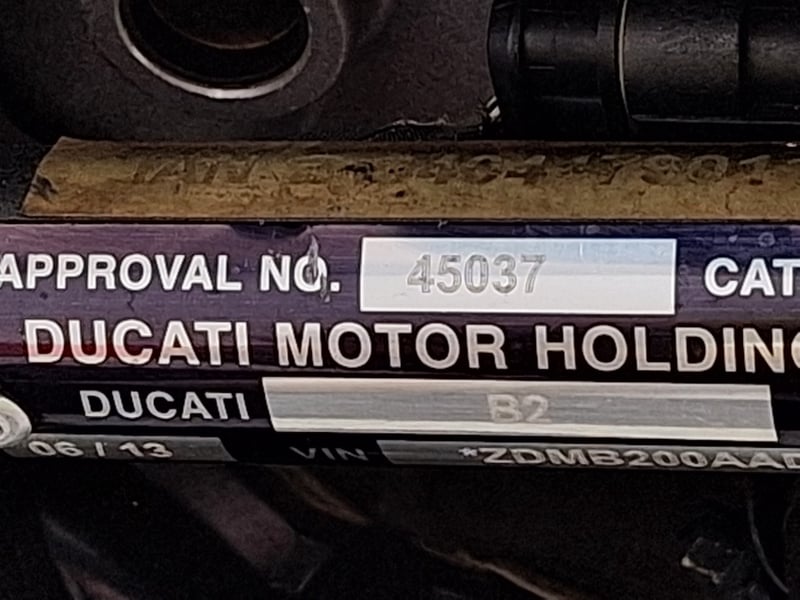 APPROVAL NO. 45037 CAT
DUCATI MOTOR HOLDING
DUCATI B2
06 / 13 VIN *ZDMB200AAD